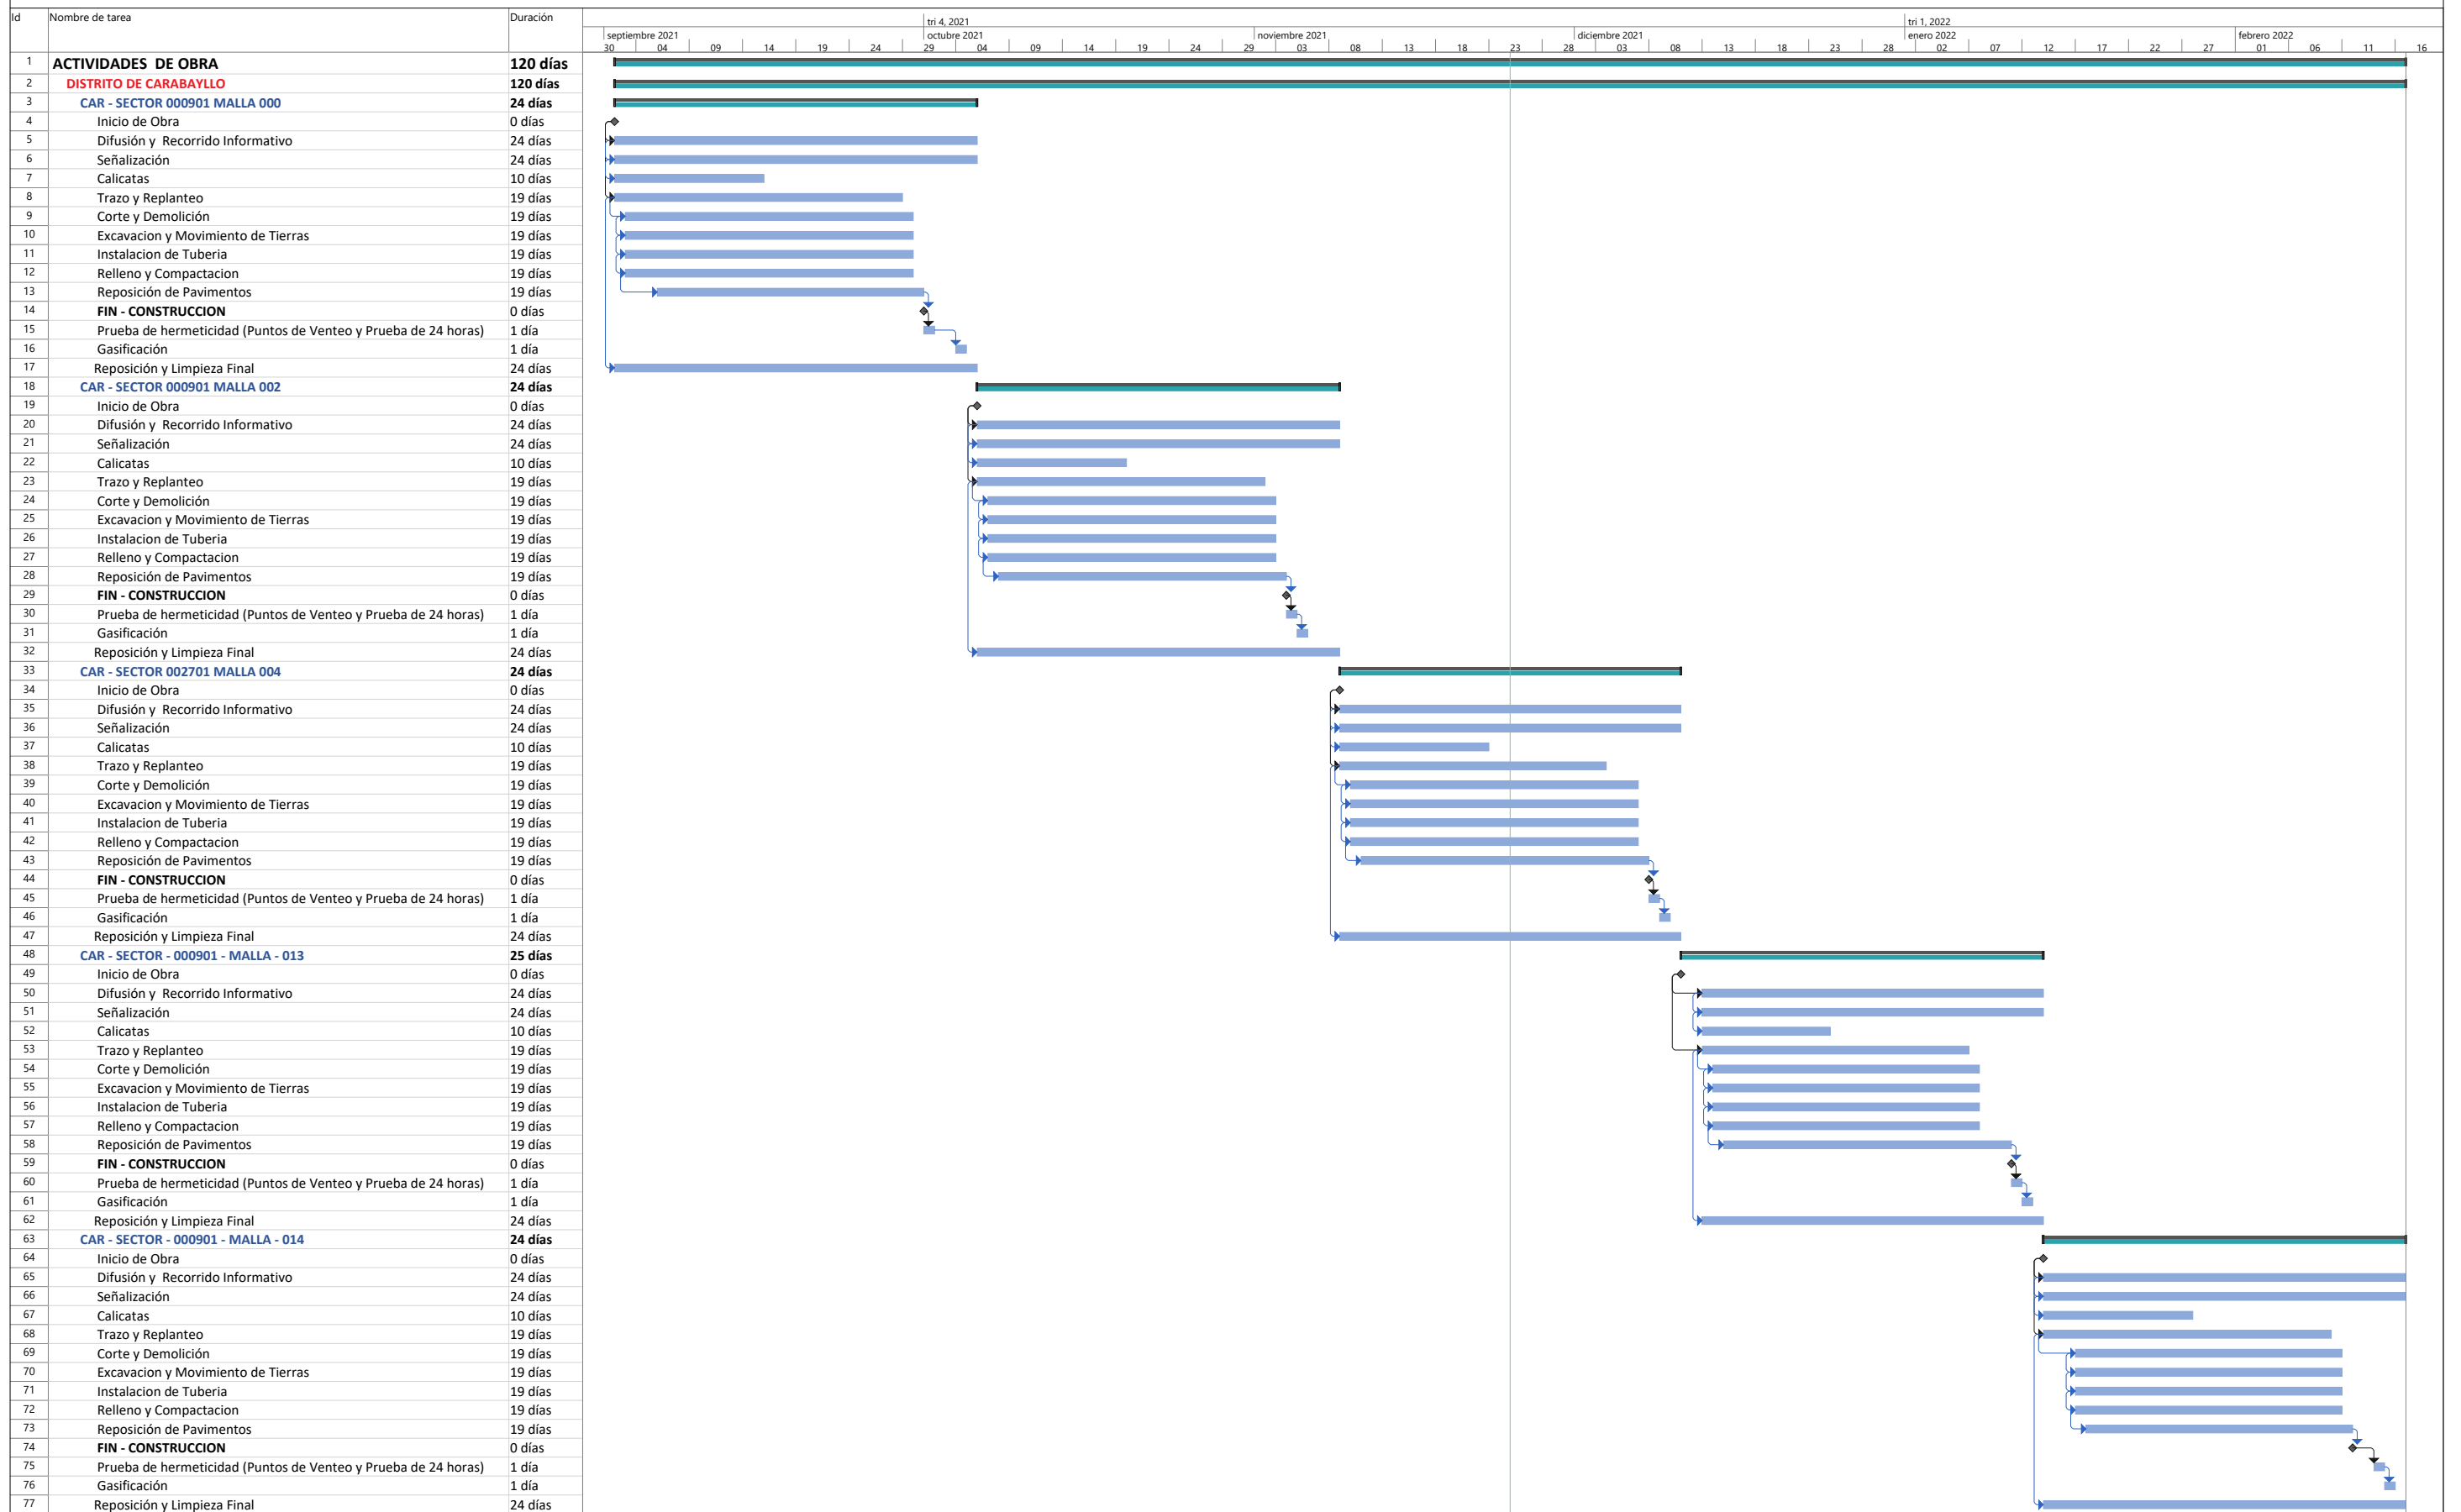 Id Nombre de tarea Duración
tri 4, 2021 tri 1, 2022
septiembre 2021 octubre 2021 noviembre 2021 diciembre 2021 enero 2022 febrero 2022
30 04 09 14 19 24 29 04 09 14 19 24 29 03 08 13 18 23 28 03 08 13 18 23 28 02 07 12 17 22 27 01 06 11 16
1 ACTIVIDADES DE OBRA 120 días
2 DISTRITO DE CARABAYLLO 120 días
3 CAR - SECTOR 000901 MALLA 000 24 días
4 Inicio de Obra 0 días
5 Difusión y Recorrido Informativo 24 días
6 Señalización 24 días
7 Calicatas 10 días
8 Trazo y Replanteo 19 días
9 Corte y Demolición 19 días
10 Excavacion y Movimiento de Tierras 19 días
11 Instalacion de Tuberia 19 días
12 Relleno y Compactacion 19 días
13 Reposición de Pavimentos 19 días
14 FIN - CONSTRUCCION 0 días
15 Prueba de hermeticidad (Puntos de Venteo y Prueba de 24 horas) 1 día
16 Gasificación 1 día
17 Reposición y Limpieza Final 24 días
18 CAR - SECTOR 000901 MALLA 002 24 días
19 Inicio de Obra 0 días
20 Difusión y Recorrido Informativo 24 días
21 Señalización 24 días
22 Calicatas 10 días
23 Trazo y Replanteo 19 días
24 Corte y Demolición 19 días
25 Excavacion y Movimiento de Tierras 19 días
26 Instalacion de Tuberia 19 días
27 Relleno y Compactacion 19 días
28 Reposición de Pavimentos 19 días
29 FIN - CONSTRUCCION 0 días
30 Prueba de hermeticidad (Puntos de Venteo y Prueba de 24 horas) 1 día
31 Gasificación 1 día
32 Reposición y Limpieza Final 24 días
33 CAR - SECTOR 002701 MALLA 004 24 días
34 Inicio de Obra 0 días
35 Difusión y Recorrido Informativo 24 días
36 Señalización 24 días
37 Calicatas 10 días
38 Trazo y Replanteo 19 días
39 Corte y Demolición 19 días
40 Excavacion y Movimiento de Tierras 19 días
41 Instalacion de Tuberia 19 días
42 Relleno y Compactacion 19 días
43 Reposición de Pavimentos 19 días
44 FIN - CONSTRUCCION 0 días
45 Prueba de hermeticidad (Puntos de Venteo y Prueba de 24 horas) 1 día
46 Gasificación 1 día
47 Reposición y Limpieza Final 24 días
48 CAR - SECTOR - 000901 - MALLA - 013 25 días
49 Inicio de Obra 0 días
50 Difusión y Recorrido Informativo 24 días
51 Señalización 24 días
52 Calicatas 10 días
53 Trazo y Replanteo 19 días
54 Corte y Demolición 19 días
55 Excavacion y Movimiento de Tierras 19 días
56 Instalacion de Tuberia 19 días
57 Relleno y Compactacion 19 días
58 Reposición de Pavimentos 19 días
59 FIN - CONSTRUCCION 0 días
60 Prueba de hermeticidad (Puntos de Venteo y Prueba de 24 horas) 1 día
61 Gasificación 1 día
62 Reposición y Limpieza Final 24 días
63 CAR - SECTOR - 000901 - MALLA - 014 24 días
64 Inicio de Obra 0 días
65 Difusión y Recorrido Informativo 24 días
66 Señalización 24 días
67 Calicatas 10 días
68 Trazo y Replanteo 19 días
69 Corte y Demolición 19 días
70 Excavacion y Movimiento de Tierras 19 días
71 Instalacion de Tuberia 19 días
72 Relleno y Compactacion 19 días
73 Reposición de Pavimentos 19 días
74 FIN - CONSTRUCCION 0 días
75 Prueba de hermeticidad (Puntos de Venteo y Prueba de 24 horas) 1 día
76 Gasificación 1 día
77 Reposición y Limpieza Final 24 días